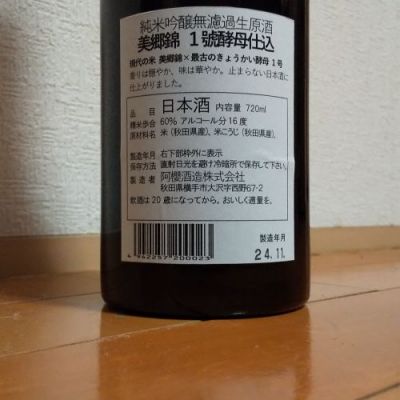 純米吟醸無濾過生原酒
美郷錦 １號酵母仕込
現代の米 美郷錦×最古のきょうかい酵母 1号
香りは穏やか、味は華やか。止まらない日本酒に
仕上がりました。
品目 日本酒 内容量 720ml
精米歩合 60% アルコール分16度
原材料名 米(秋田県産)、米こうじ(秋田県産)、
製造年月 右下部枠外に表示
保存方法 直射日光を避け冷暗所で保存して下さい。
製造者 阿櫻酒造株式会社
秋田県横手市大沢字西野67-2
飲酒は20歳になってから。おいしく適量を。
製造年月
24.11.
4942257200023